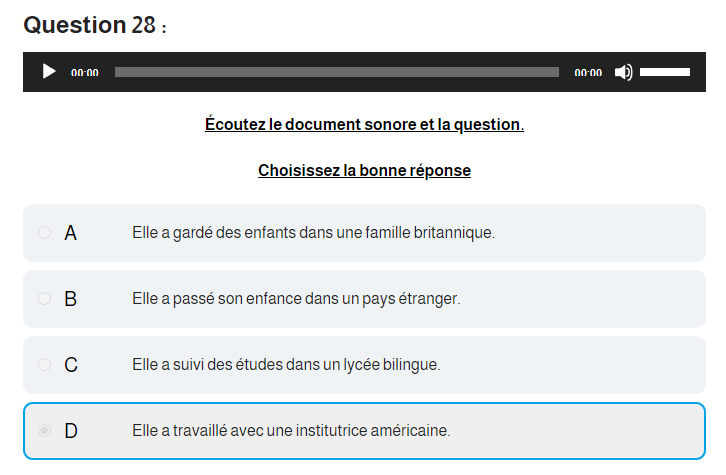 Question 28 :
00:00 00:00
Écoutez le document sonore et la question.
Choisissez la bonne réponse
A Elle a gardé des enfants dans une famille britannique.
B Elle a passé son enfance dans un pays étranger.
C Elle a suivi des études dans un lycée bilingue.
D Elle a travaillé avec une institutrice américaine.